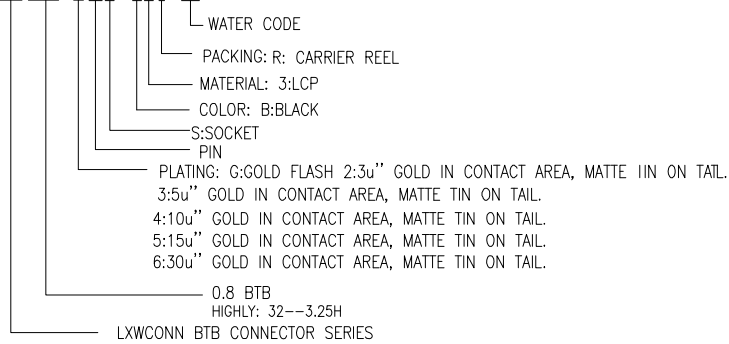 WATER CODE
PACKING: R: CARRIER REEL
MATERIAL: 3:LCP
COLOR: B:BLACK
S:SOCKET
PIN
PLATING: G:GOLD FLASH 2:3u'' GOLD IN CONTACT AREA, MATTE IIN ON TATL.
3:5u'' GOLD IN CONTACT AREA, MATTE TIN ON TAIL.
4:10u'' GOLD IN CONTACT AREA, MATTE TIN ON TAIL.
5:15u'' GOLD IN CONTACT AREA, MATTE TIN ON TAIL.
6:30u'' GOLD IN CONTACT AREA, MATTE TIN ON TAIL.
0.8 BTB
HIGHLY: 32--3.25H
LXWCONN BTB CONNECTOR SERIES